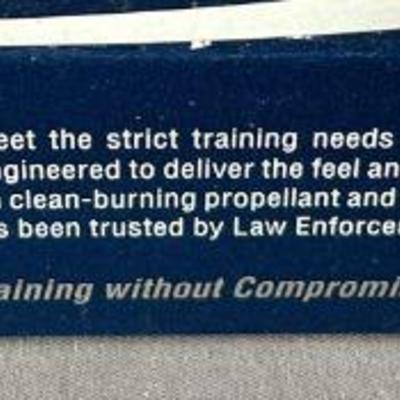 eet the strict training needs
ngineered to deliver the feel an
clean-burning propellant and
s been trusted by Law Enforce
aining without Compromi